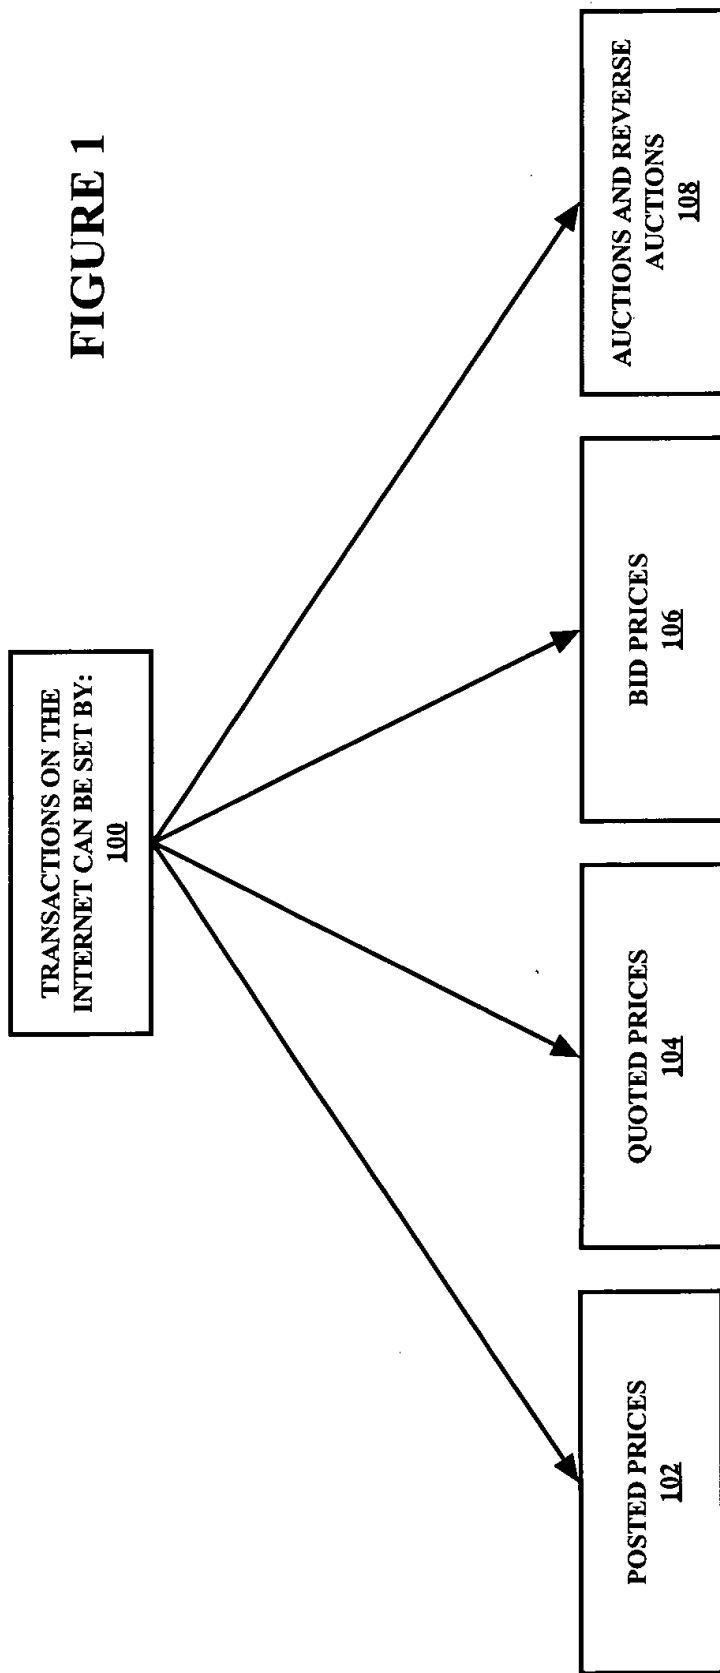 FIGURE 1
TRANSACTIONS ON THE
INTERNET CAN BE SET BY:
100
POSTED PRICES
102
QUOTED PRICES
104
BID PRICES
106
AUCTIONS AND REVERSE
AUCTIONS
108